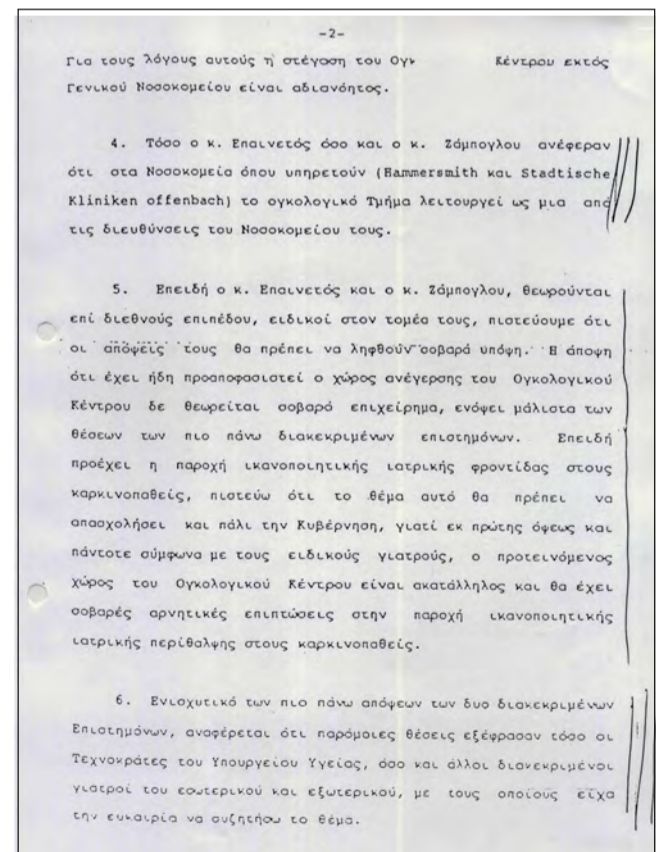 -2-
Για τους λόγους αυτούς η στέγαση του Ογκ Κέντρου εκτός
Γενικού Νοσοκομείου είναι αδιανόητος.
4. Τόσο ο κ. Επαινετός όσο και ο κ. Ζάμπογλου ανέφεραν
ότι στα Νοσοκομεία όπου υπηρετούν (Hammersmith και Stadtische
Kliniken offenbach) το ογκολογικό Τμήμα λειτουργεί ως μια από
τις διευθύνσεις του Νοσοκομείου τους.
5. Επειδή ο κ. Επαινετός και ο κ. Ζάμπογλου, θεωρούνται
επί διεθνούς επιπέδου, ειδικοί στον τομέα τους, πιστεύουμε ότι
οι απόψεις τους θα πρέπει να ληφθούν σοβαρά υπόψη. Η άποψη
ότι έχει ήδη προαποφασιστεί ο χώρος ανέγερσης του Ογκολογικού
Κέντρου δε θεωρείται σοβαρό επιχείρημα, ενόψει μάλιστα των
θέσεων των πιο πάνω διακεκριμένων επιστημόνων. Επειδή
προέχει η παροχή ικανοποιητικής ιατρικής φροντίδας στους
καρκινοπαθείς, πιστεύω ότι το θέμα αυτό θα πρέπει να
απασχολήσει και πάλι την Κυβέρνηση, γιατί εκ πρώτης όψεως και
πάντοτε σύμφωνα με τους ειδικούς γιατρούς, ο προτεινόμενος
χώρος του Ογκολογικού Κέντρου είναι ακατάλληλος και θα έχει
σοβαρές αρνητικές επιπτώσεις στην παροχή ικανοποιητικής
ιατρικής περίθαλψης στους καρκινοπαθείς.
6. Ενισχυτικό των πιο πάνω απόψεων των δυο διακεκριμένων
Επιστημόνων, αναφέρεται ότι παρόμοιες θέσεις εξέφρασαν τόσο οι
Τεχνοκράτες του Υπουργείου Υγείας, όσο και άλλοι διακεκριμένοι
γιατροί του εσωτερικού και εξωτερικού, με τους οποίους είχα
την ευκαιρία να συζητήσω το θέμα.